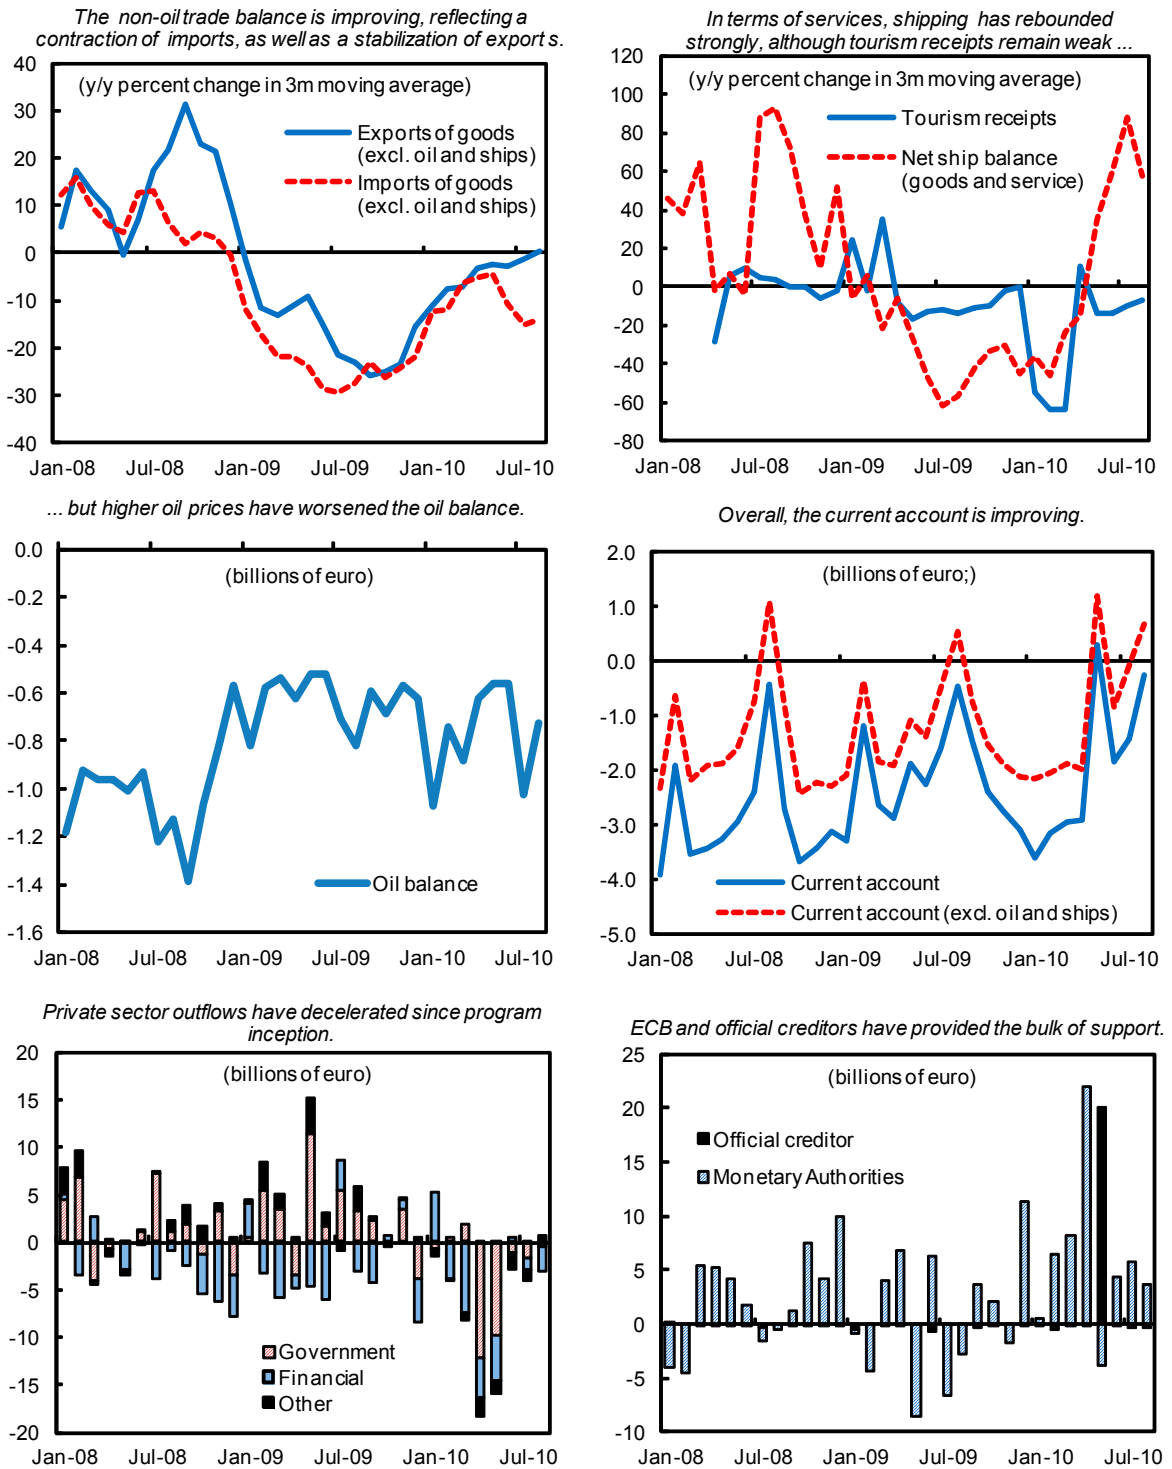 The non-oil trade balance is improving, reflecting a
contraction of imports, as well as a stabilization of exports.
40
30
20
10
0
-10
-20
-30
-40
(y/y percent change in 3m moving average)
Exports of goods
(excl. oil and ships)
Imports of goods
(excl. oil and ships)
Jan-08 Jul-08 Jan-09 Jul-09 Jan-10 Jul-10
In terms of services, shipping has rebounded
strongly, although tourism receipts remain weak ...
120
100
80
60
40
20
0
-20
-40
-60
-80
(y/y percent change in 3m moving average)
Tourism receipts
Net ship balance
(goods and service)
Jan-08 Jul-08 Jan-09 Jul-09 Jan-10 Jul-10
... but higher oil prices have worsened the oil balance.
0.0
-0.2
-0.4
-0.6
-0.8
-1.0
-1.2
-1.4
-1.6
(billions of euro)
Oil balance
Jan-08 Jul-08 Jan-09 Jul-09 Jan-10 Jul-10
Overall, the current account is improving.
2.0
1.0
0.0
-1.0
-2.0
-3.0
-4.0
-5.0
(billions of euro;)
Current account
Current account (excl. oil and ships)
Jan-08 Jul-08 Jan-09 Jul-09 Jan-10 Jul-10
Private sector outflows have decelerated since program
inception.
20
15
10
5
0
-5
-10
-15
-20
(billions of euro)
Government
Financial
Other
Jan-08 Jul-08 Jan-09 Jul-09 Jan-10 Jul-10
ECB and official creditors have provided the bulk of support.
25
20
15
10
5
0
-5
-10
(billions of euro)
Official creditor
Monetary Authorities
Jan-08 Jul-08 Jan-09 Jul-09 Jan-10 Jul-10